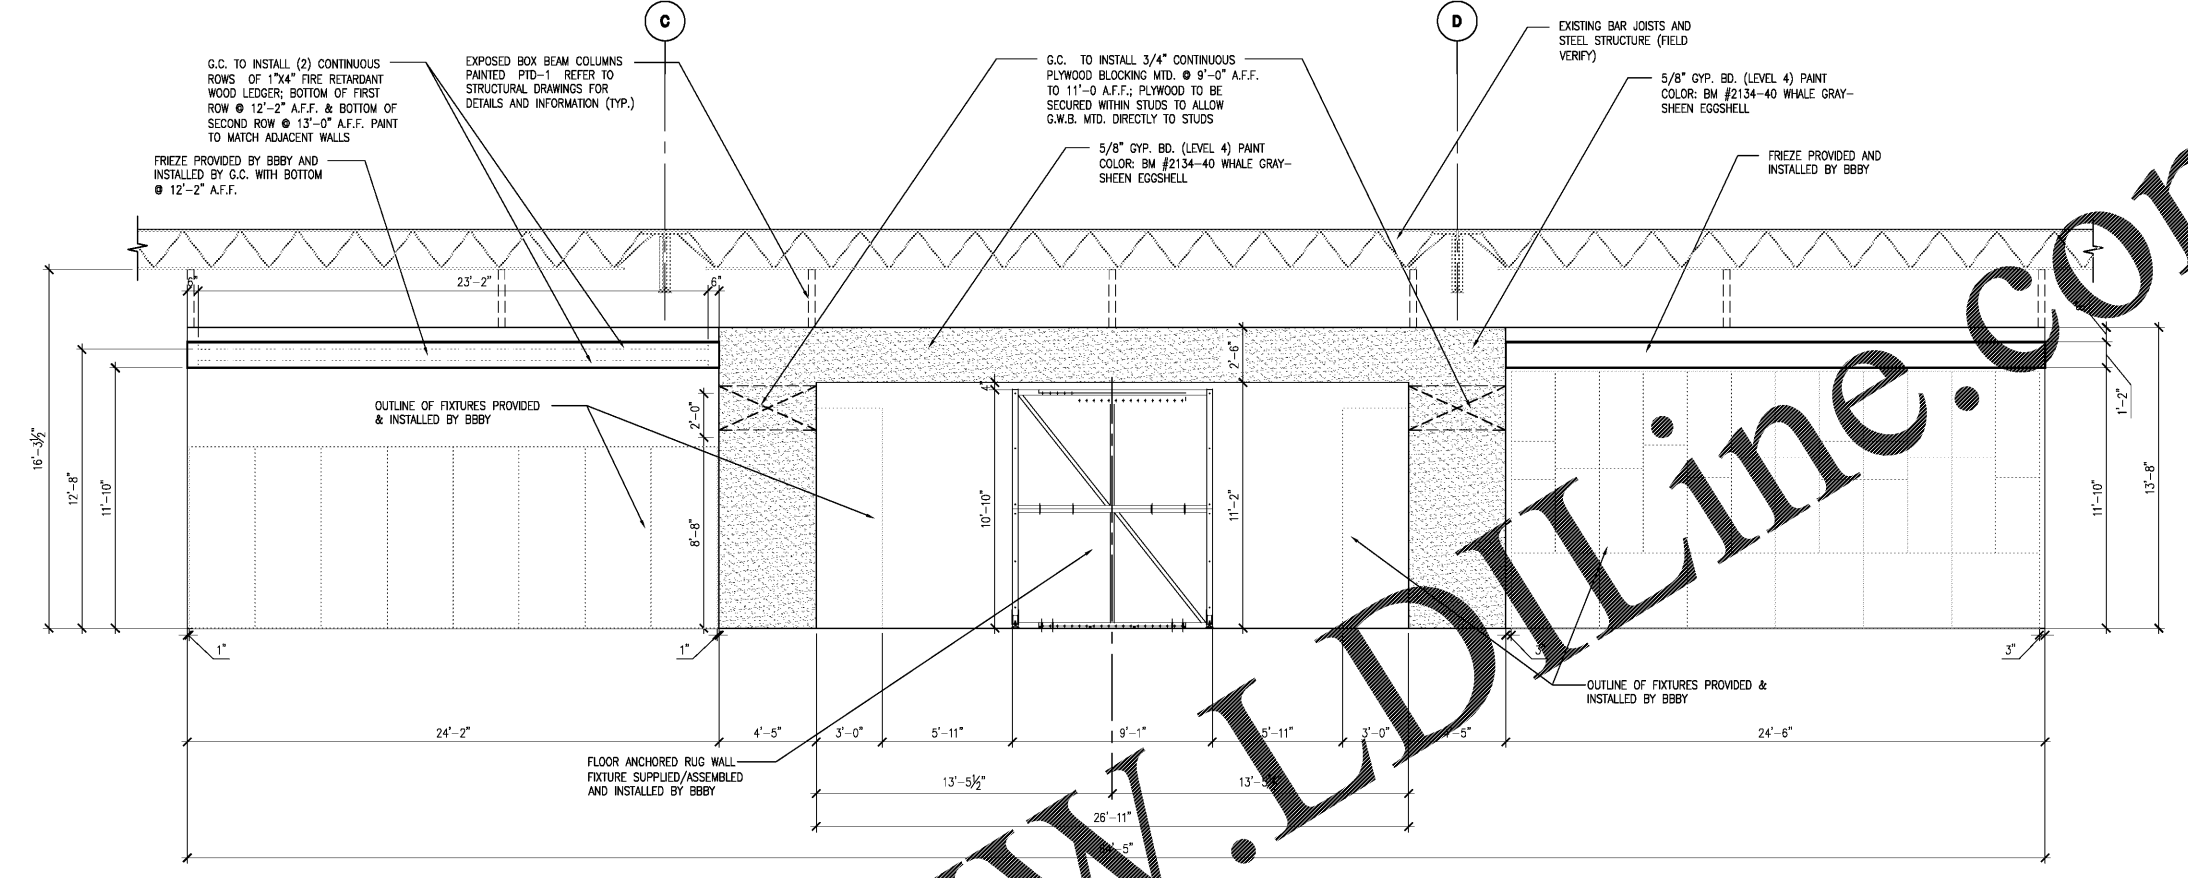 C
D
G.C. TO INSTALL (2) CONTINUOUS
ROWS OF 1"X4" FIRE RETARDANT
WOOD LEDGER; BOTTOM OF FIRST
ROW @ 12'-2" A.F.F. & BOTTOM OF
SECOND ROW @ 13'-0" A.F.F. PAINT
TO MATCH ADJACENT WALLS
FRIEZE PROVIDED BY BBBY AND
INSTALLED BY G.C. WITH BOTTOM
@ 12'-2" A.F.F.
EXPOSED BOX BEAM COLUMNS
PAINTED PTD-1 REFER TO
STRUCTURAL DRAWINGS FOR
DETAILS AND INFORMATION (TYP.)
G.C. TO INSTALL 3/4" CONTINUOUS
PLYWOOD BLOCKING MTD. @ 9'-0" A.F.F.
TO 11'-0 A.F.F.; PLYWOOD TO BE
SECURED WITHIN STUDS TO ALLOW
G.W.B. MTD. DIRECTLY TO STUDS
5/8" GYP. BD. (LEVEL 4) PAINT
COLOR: BM #2134-40 WHALE GRAY-
SHEEN EGGSHELL
EXISTING BAR JOISTS AND
STEEL STRUCTURE (FIELD
VERIFY)
5/8" GYP. BD. (LEVEL 4) PAINT
COLOR: BM #2134-40 WHALE GRAY-
SHEEN EGGSHELL
FRIEZE PROVIDED AND
INSTALLED BY BBBY
6"
23'-2"
6"
2'-6"
4"
OUTLINE OF FIXTURES PROVIDED
& INSTALLED BY BBBY
16'-3½"
12'-8"
11'-10"
2'-0"
8'-8"
10'-10"
11'-2"
1'-2"
11'-10"
13'-8"
1"
1"
3"
3"
OUTLINE OF FIXTURES PROVIDED &
INSTALLED BY BBBY
24'-2"
4'-5"
3'-0"
5'-11"
9'-1"
5'-11"
3'-0"
24'-6"
FLOOR ANCHORED RUG WALL
FIXTURE SUPPLIED/ASSEMBLED
AND INSTALLED BY BBBY
13'-5½"
26'-11"
W.LDILine.com